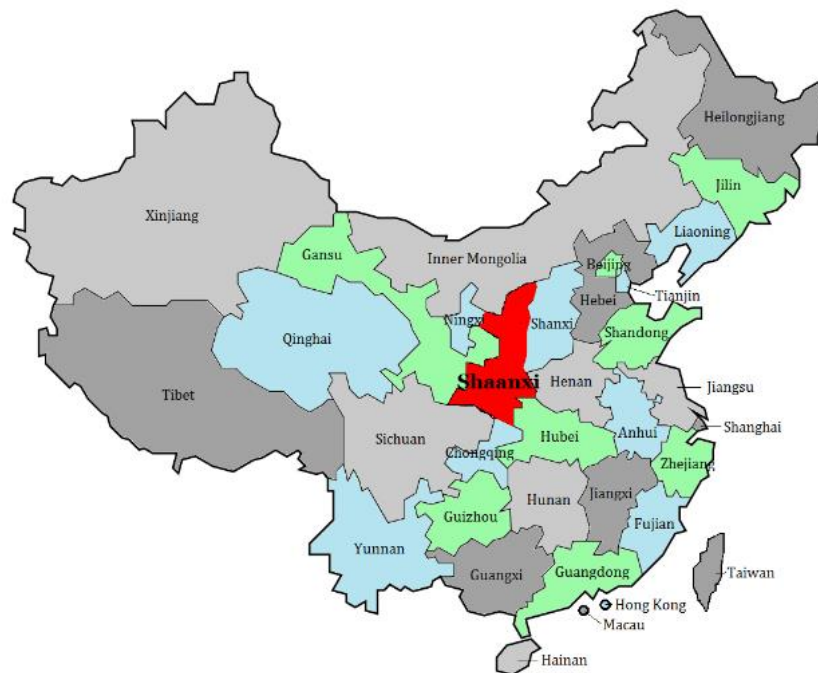 Heilongjiang
Jilin
Xinjiang
Liaoning
Gansu
Inner Mongolia
Beijing
Tianjin
Hebei
Ningxi
Shanxi
Qinghai
Shandong
Shaanxi
Henan
Jiangsu
Tibet
Shanghai
Sichuan
Hubei
Anhui
Chongqing
Zhejiang
Hunan
Jiangxi
Guizhou
Fujian
Yunnan
Guangxi
Guangdong
Taiwan
Hong Kong
Macau
Hainan